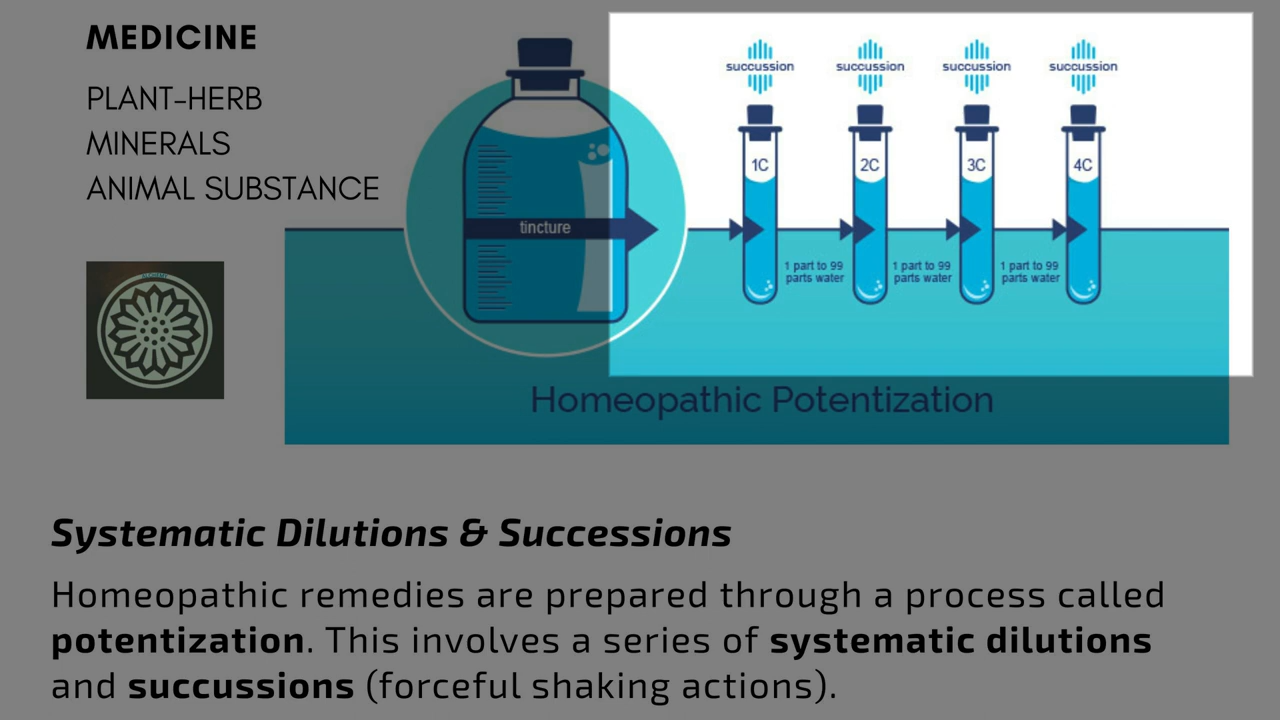 MEDICINE
PLANT-HERB
MINERALS
ANIMAL SUBSTANCE
ALCHEMY
tincture
succussion
succussion
succussion
succussion
1C
2C
3C
4C
1 part to 99
parts water
1 part to 99
parts water
1 part to 99
parts water
Homeopathic Potentization
Systematic Dilutions & Successions
Homeopathic remedies are prepared through a process called
potentization. This involves a series of systematic dilutions
and succussions (forceful shaking actions).